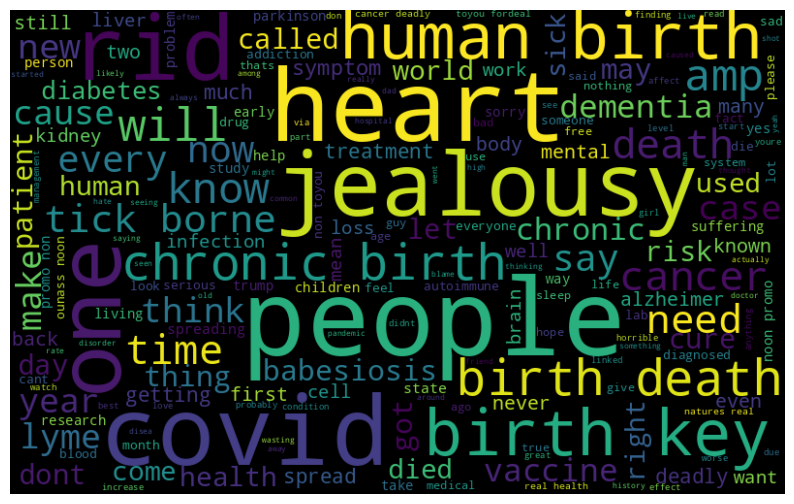 still
liver
often
parkinson
don
cancer deadly
toyou fordeal
finding
live
read
sad
shot
new
rid
problem
called
human birth
sick
person
two
started
likely
addiction
thats
among
symptom
world
work
said
may
amp
nothing
please
diabetes
much
always
really
dad
heart
affect
dementia
cause
will
early
sorry
see
someone
many
fact
start
yes
kidney
drug
via
hospital
bad
free
level
youre
yeah
now
help
part
body
mental
death
die
every
study
might
treatment
use
system
management
patient
human
know
hate
seeing
common
jealousy
high
man
thought
used
lot
tick borne
non toyou
loss
guy
let
everyone
girl
chronic
case
suffering
saying
infection
mean
age
went
blame
well
say
risk
known
promo non
ounass noon
seen
chronic birth
actually
one
make
look
serious
trump
children
feel
autoimmune
thinking
way
cancer
living
think
old
brain
sleep
life
alzheimer
doctor
back
spreading
people
lab
need
noon promo
rate
disorder
time
pandemic
didnt
hope
cure
anything
day
cant
thing
babesiosis
horrible
something
linked
diagnosed
watch
year
getting
first
cell
state
birth death
research
best
love
friend
around
never
give
natures real
even
covid
probably
condition
ago
got
birth key
right
lyme
month
wasting
true
worse
due
blood
away
great
dont
disea
come
health
spread
died
vaccine
deadly
want
increase
take
medical
real health
history
effect